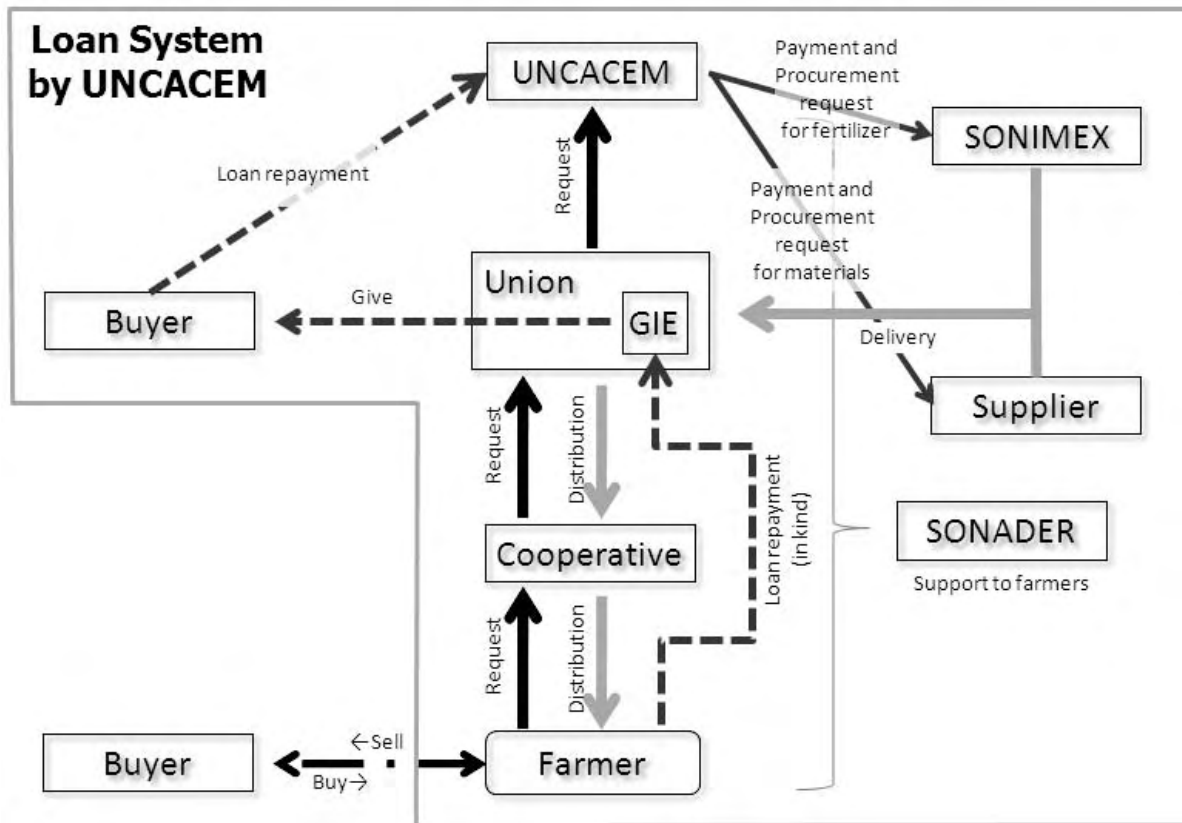 Loan System
by UNCACEM
UNCACEM
Payment and
Procurement
request
for fertilizer
SONIMEX
Loan repayment
Request
Payment and
Procurement
request
for materials
Union
GIE
Give
Buyer
Delivery
Supplier
Request
Distribution
Loan repayment
(in kind)
Cooperative
SONADER
Support to farmers
Request
Distribution
Buyer
←Sell
Buy→
Farmer